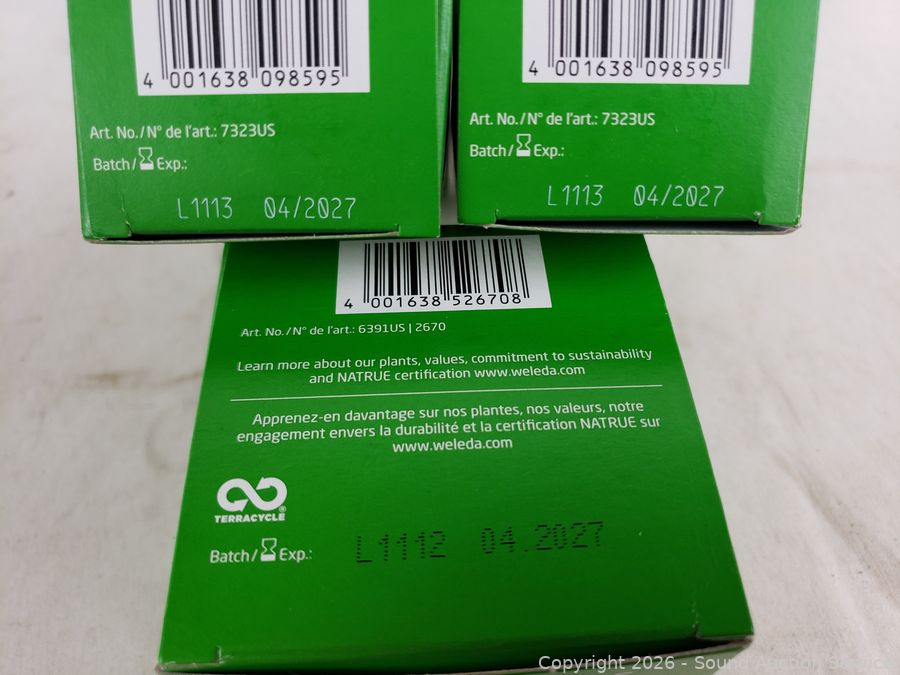 4 001638 098595
Art. No./N° de l'art.: 7323US
Batch/ Exp.:
L1113 04/2027
4 001638 098595
Art. No./N° de l'art.: 7323US
Batch/ Exp.:
L1113 04/2027
4 001638 526708
Art. No./N° de l'art.: 6391US | 2670
Learn more about our plants, values, commitment to sustainability
and NATRUE certification www.weleda.com
Apprenez-en davantage sur nos plantes, nos valeurs, notre
engagement envers la durabilité et la certification NATRUE sur
www.weleda.com
TERRACYCLE®
Batch/ Exp.:
L1112 04.2027
Copyright 2026 - Sound Auction Service